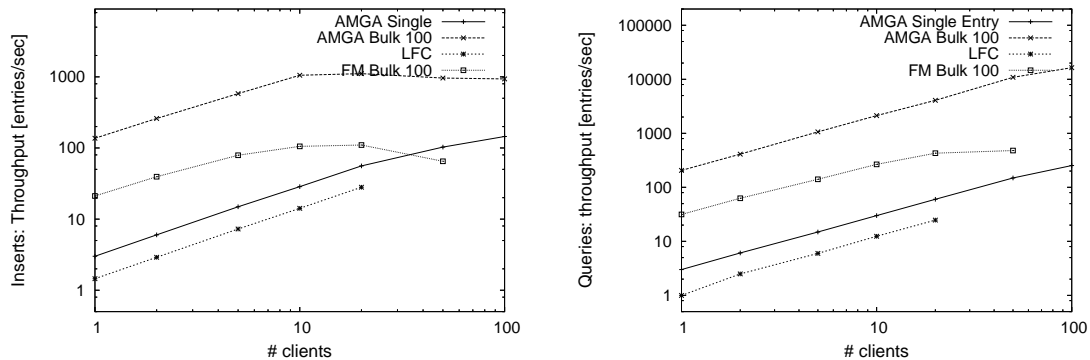 Inserts: Throughput [entries/sec]
1000
100
10
1
AMGA Single
AMGA Bulk 100
LFC
FM Bulk 100
1 10 100
# clients
Queries: throughput [entries/sec]
100000
10000
1000
100
10
1
AMGA Single Entry
AMGA Bulk 100
LFC
FM Bulk 100
1 10 100
# clients